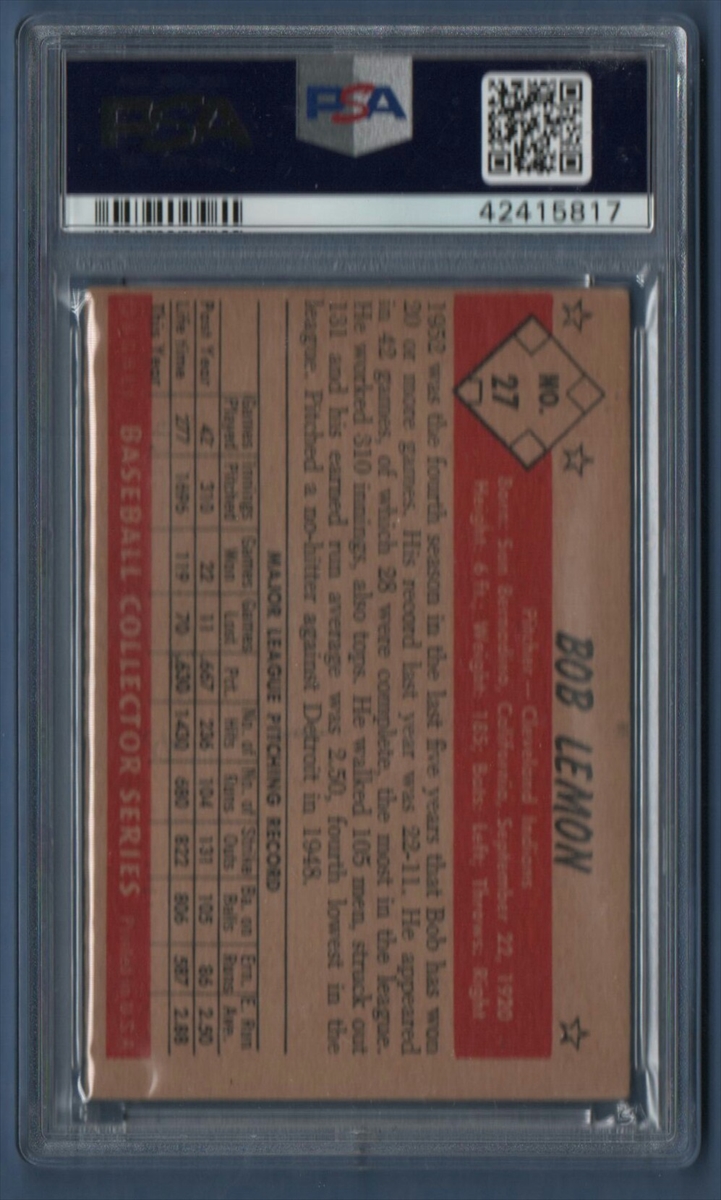 PSA
PSA
42415817
NO.
27
BOB LEMON
Pitcher — Cleveland Indians
Born: San Bernardino, California, September 22, 1920
Height: 6 ft.; Weight: 185; Bats: Left; Throws: Right
1952 was the fourth season in the last five years that Bob has won
20 or more games. His record last year was 22-11. He appeared
in 42 games, of which 28 were complete, the most in the league.
He worked 310 innings, also tops. He walked 105 men, struck out
131 and his earned run average was 2.50, fourth lowest in the
league. Pitched a no-hitter against Detroit in 1948.
MAJOR LEAGUE PITCHING RECORD
Games Innings Games Games No. of No. of Strike Ba. on Ern. E. Run
Played Pitched Won Lost Pct. Hits Runs Outs Balls Runs Ave.
Past Year 42 310 22 11 .667 236 104 131 105 86 2.50
Life time 277 1695 119 70 .630 1430 680 822 806 587 2.88
This Year
BASEBALL COLLECTOR SERIES Printed in U.S.A.